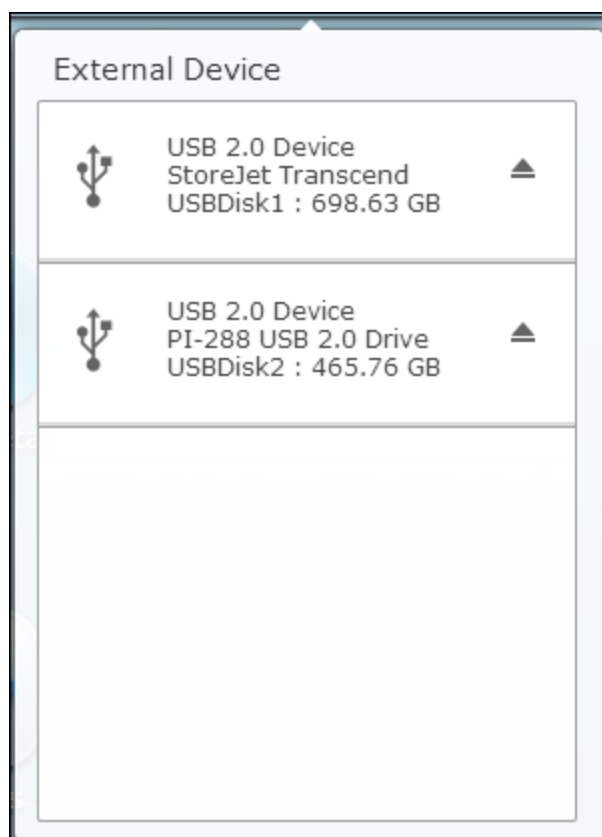 External Device
USB 2.0 Device
StoreJet Transcend
USBDisk1 : 698.63 GB
USB 2.0 Device
PI-288 USB 2.0 Drive
USBDisk2 : 465.76 GB